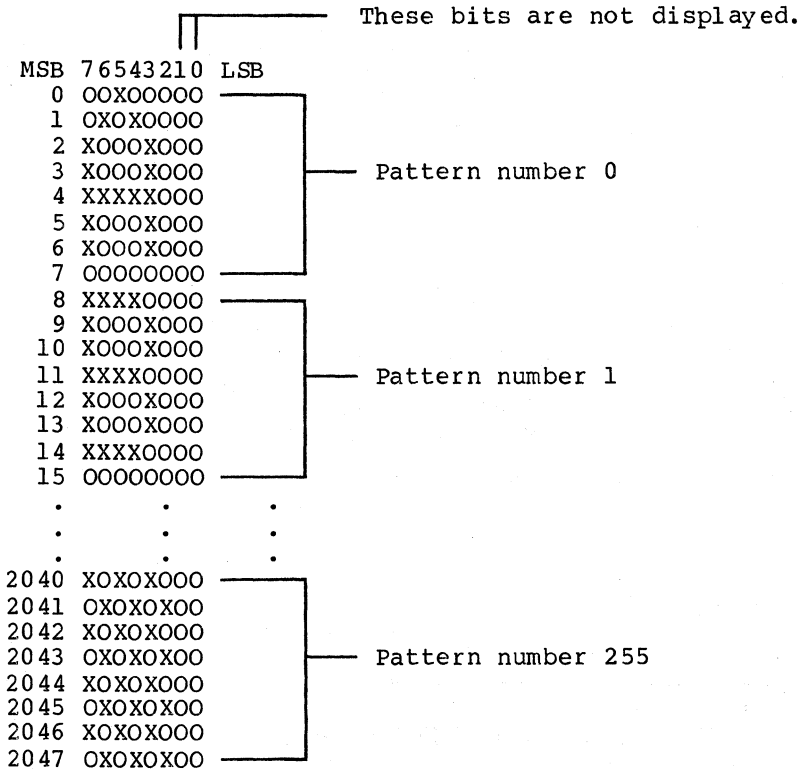 These bits are not displayed.
MSB 76543210 LSB
0 OOXOOOOO
1 OXOXOOOO
2 XOOOXOOO
3 XOOOXOOO Pattern number 0
4 XXXXXOOO
5 XOOOXOOO
6 XOOOXOOO
7 OOOOOOOO
8 XXXXOOOO
9 XOOOXOOO
10 XOOOXOOO
11 XXXXOOOO Pattern number 1
12 XOOOXOOO
13 XOOOXOOO
14 XXXXOOOO
15 OOOOOOOO
. . .
. . .
. . .
2040 XOXOXOOO
2041 OXOXOXOO
2042 XOXOXOOO
2043 OXOXOXOO Pattern number 255
2044 XOXOXOOO
2045 OXOXOXOO
2046 XOXOXOOO
2047 OXOXOXOO